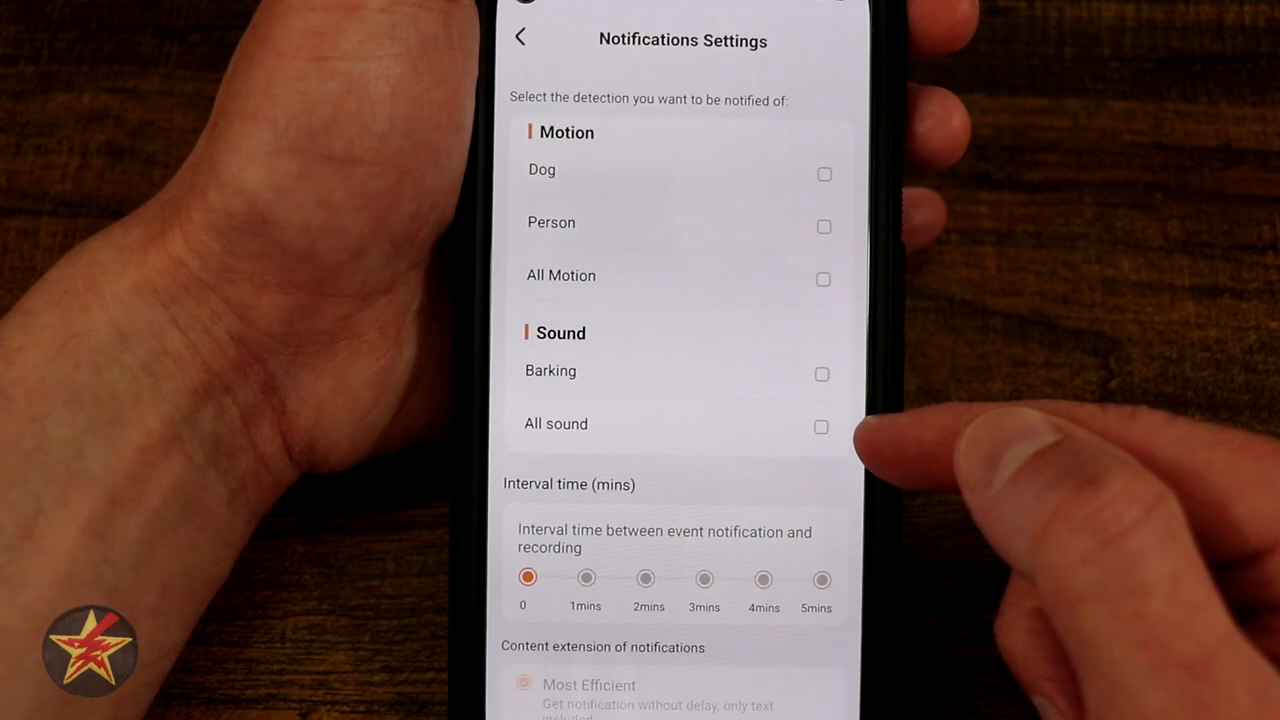 Notifications Settings
Select the detection you want to be notified of:
Motion
Dog
Person
All Motion
Sound
Barking
All sound
Interval time (mins)
Interval time between event notification and
recording
0 1mins 2mins 3mins 4mins 5mins
Content extension of notifications
Most Efficient
Get notification without delay, only text
included